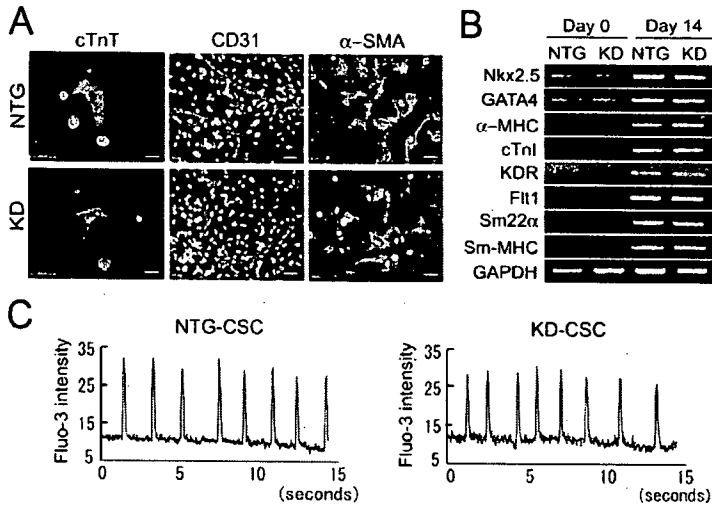 A
cTnT CD31 α-SMA
NTG
KD
B
Day 0 Day 14
NTG KD NTG KD
Nkx2.5
GATA4
α-MHC
cTnI
KDR
Flt1
Sm22α
Sm-MHC
GAPDH
C
NTG-CSC
Fluo-3 intensity
35
25
15
5
0 5 10 15
(seconds)
KD-CSC
Fluo-3 intensity
35
25
15
5
0 5 10 15
(seconds)